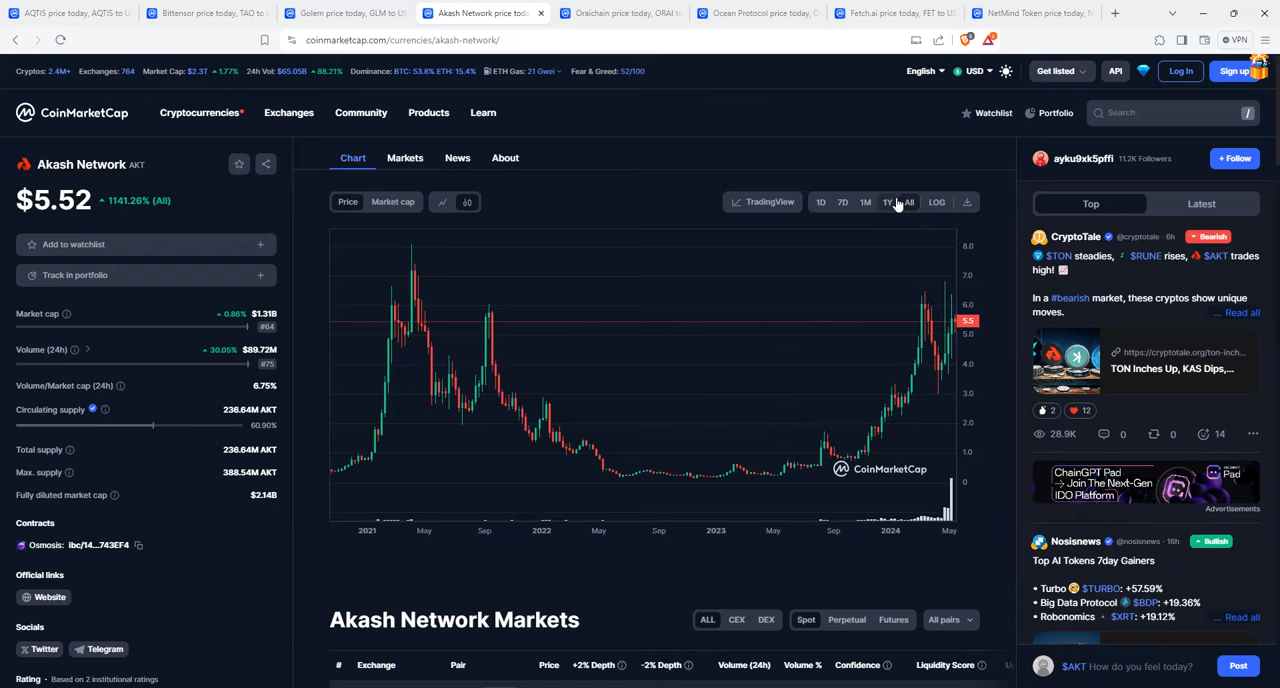 AQTIS price today, AQTIS to U
Bittensor price today, TAO to U
Golem price today, GLM to US
Akash Network price toda
Oraichain price today, ORAI to
Ocean Protocol price today, O
Fetch.ai price today, FET to US
NetMind Token price today, N
coinmarketcap.com/currencies/akash-network/
VPN
Cryptos: 2.4M+ Exchanges: 764 Market Cap: $2.3T 1.77% 24h Vol: $65.05B 88.21% Dominance: BTC: 53.8% ETH: 15.4% ETH Gas: 21 Gwei Fear & Greed: 52/100
English USD Get listed API Log In Sign up
CoinMarketCap
Cryptocurrencies Exchanges Community Products Learn
Watchlist Portfolio Search /
Akash Network AKT
$5.52 1141.26% (All)
Add to watchlist +
Track in portfolio +
Market cap 0.86% $1.31B
#64
Volume (24h) 30.05% $89.72M
#75
Volume/Market cap (24h) 6.75%
Circulating supply 236.64M AKT
60.90%
Total supply 236.64M AKT
Max. supply 388.54M AKT
Fully diluted market cap $2.14B
Contracts
Osmosis: ibc/14...743EF4
Official links
Website
Socials
Twitter Telegram
Rating · Based on 2 institutional ratings
Chart Markets News About
Price Market cap
TradingView 1D 7D 1M 1Y All LOG
8.0
7.0
6.0
5.5
5.0
4.0
3.0
2.0
1.0
0
CoinMarketCap
2021 May Sep 2022 May Sep 2023 May Sep 2024 May
Akash Network Markets
ALL CEX DEX Spot Perpetual Futures All pairs
# Exchange Pair Price +2% Depth -2% Depth Volume (24h) Volume % Confidence Liquidity Score
ayku9xk5pffi 11.2K Followers + Follow
Top Latest
CryptoTale @cryptotale · 6h Bearish
$TON steadies, $RUNE rises, $AKT trades
high!
In a #bearish market, these cryptos show unique
moves. ... Read all
https://cryptotale.org/ton-inch...
TON Inches Up, KAS Dips,...
2 12
28.9K 0 0 14
ChainGPT Pad
→ Join The Next-Gen
IDO Platform
Pad
Advertisements
Nosisnews @nosisnews · 16h Bullish
Top AI Tokens 7day Gainers
• Turbo $TURBO: +57.59%
• Big Data Protocol $BDP: +19.36%
• Robonomics $XRT: +19.12% ... Read all
$AKT How do you feel today? Post